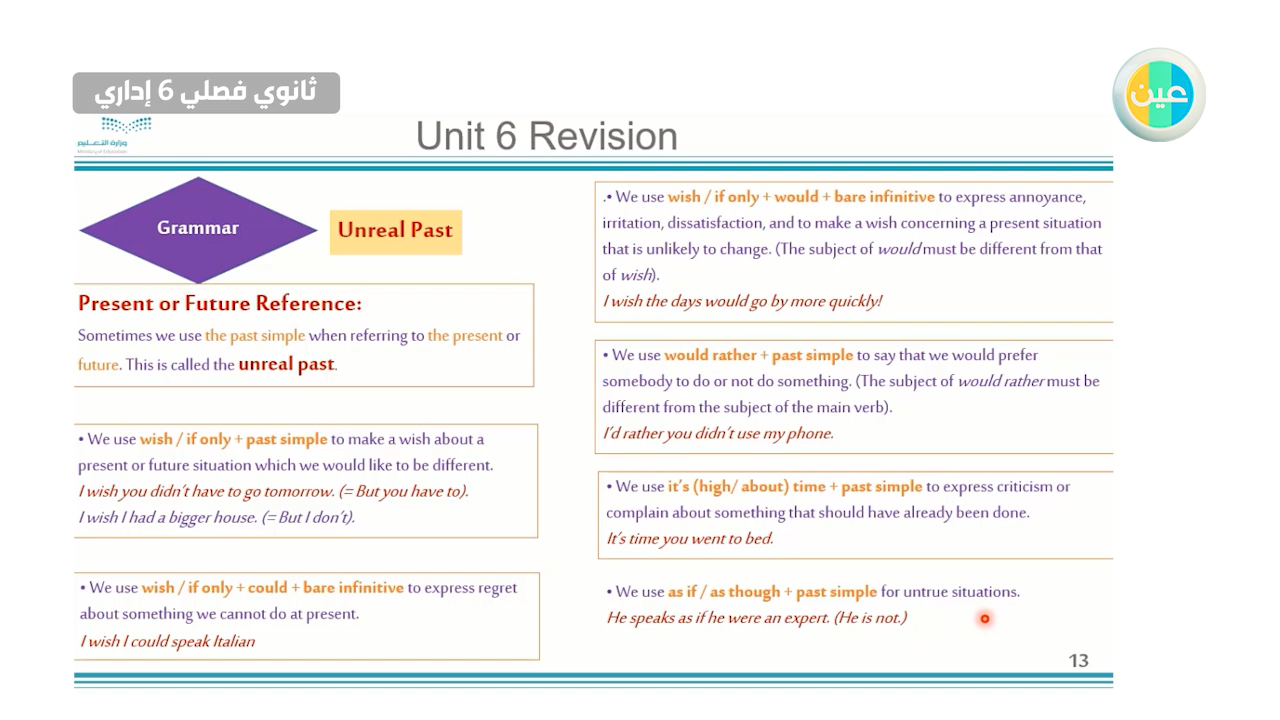 ثانوي فصلي 6 إداري
عين
وزارة التعليم
Ministry of Education
Unit 6 Revision
Grammar
Unreal Past
Present or Future Reference:
Sometimes we use the past simple when referring to the present or
future. This is called the unreal past.
• We use wish / if only + past simple to make a wish about a
present or future situation which we would like to be different.
I wish you didn't have to go tomorrow. (= But you have to).
I wish I had a bigger house. (= But I don't).
• We use wish / if only + could + bare infinitive to express regret
about something we cannot do at present.
I wish I could speak Italian
.• We use wish / if only + would + bare infinitive to express annoyance,
irritation, dissatisfaction, and to make a wish concerning a present situation
that is unlikely to change. (The subject of would must be different from that
of wish).
I wish the days would go by more quickly!
• We use would rather + past simple to say that we would prefer
somebody to do or not do something. (The subject of would rather must be
different from the subject of the main verb).
I'd rather you didn't use my phone.
• We use it's (high/ about) time + past simple to express criticism or
complain about something that should have already been done.
It's time you went to bed.
• We use as if / as though + past simple for untrue situations.
He speaks as if he were an expert. (He is not.)
13